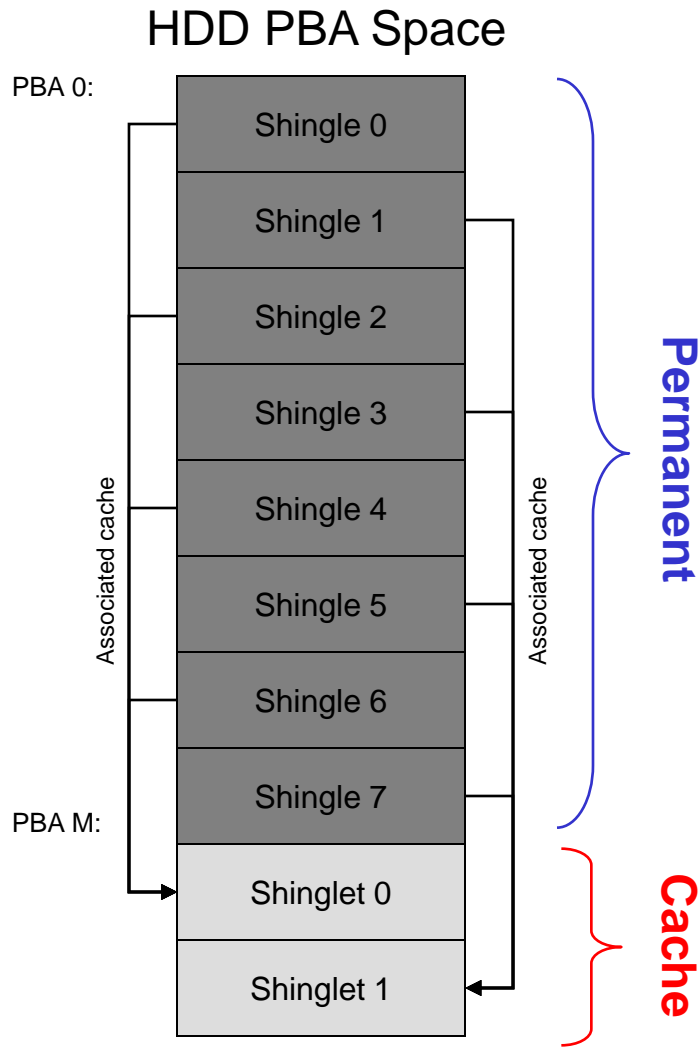 HDD PBA Space
PBA 0:
Shingle 0
Shingle 1
Shingle 2
Shingle 3
Shingle 4
Shingle 5
Shingle 6
Shingle 7
PBA M:
Shinglet 0
Shinglet 1
Associated cache
Associated cache
Permanent
Cache